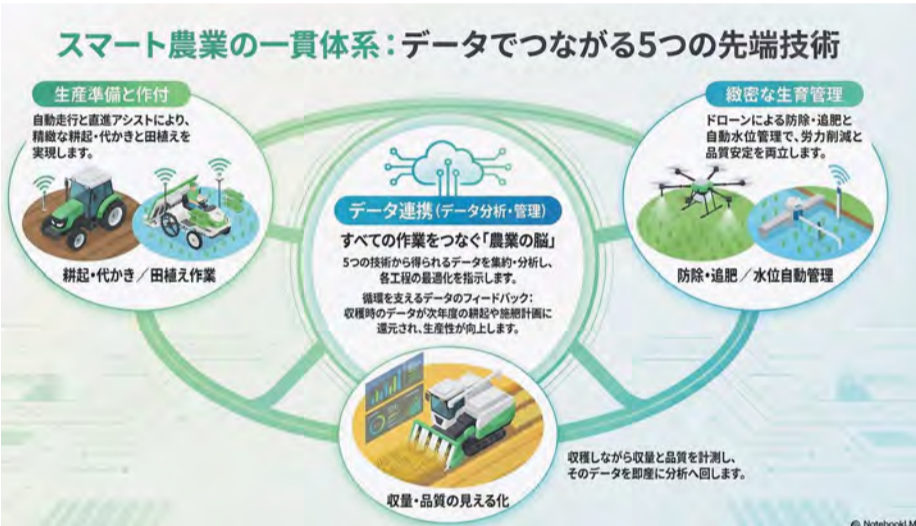 スマート農業の一貫体系：データでつながる5つの先端技術
生産準備と作付
自動走行と直進アシストにより、
精緻な耕起・代かきと田植えを
実現します。
耕起・代かき／田植え作業
緻密な生育管理
ドローンによる防除・追肥と
自動水位管理で、労力削減と
品質安定を両立します。
防除・追肥／水位自動管理
データ連携（データ分析・管理）
すべての作業をつなぐ「農業の脳」
5つの技術から得られるデータを集約・分析し、
各工程の最適化を指示します。
循環を支えるデータのフィードバック：
収穫時のデータが次年度の耕起や施肥計画に
還元され、生産性が向上します。
収量・品質の見える化
収穫しながら収量と品質を計測し、
そのデータを即座に分析へ回します。
NotebookLM